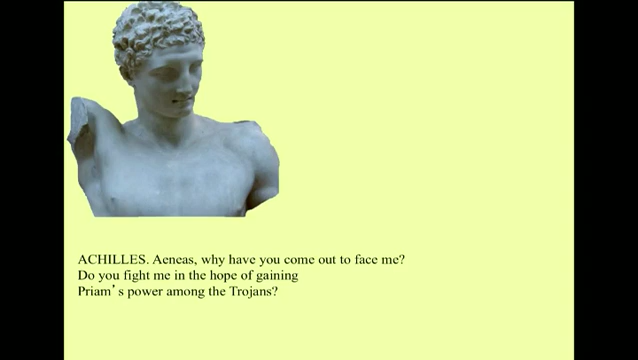 ACHILLES. Aeneas, why have you come out to face me?
Do you fight me in the hope of gaining
Priam’s power among the Trojans?